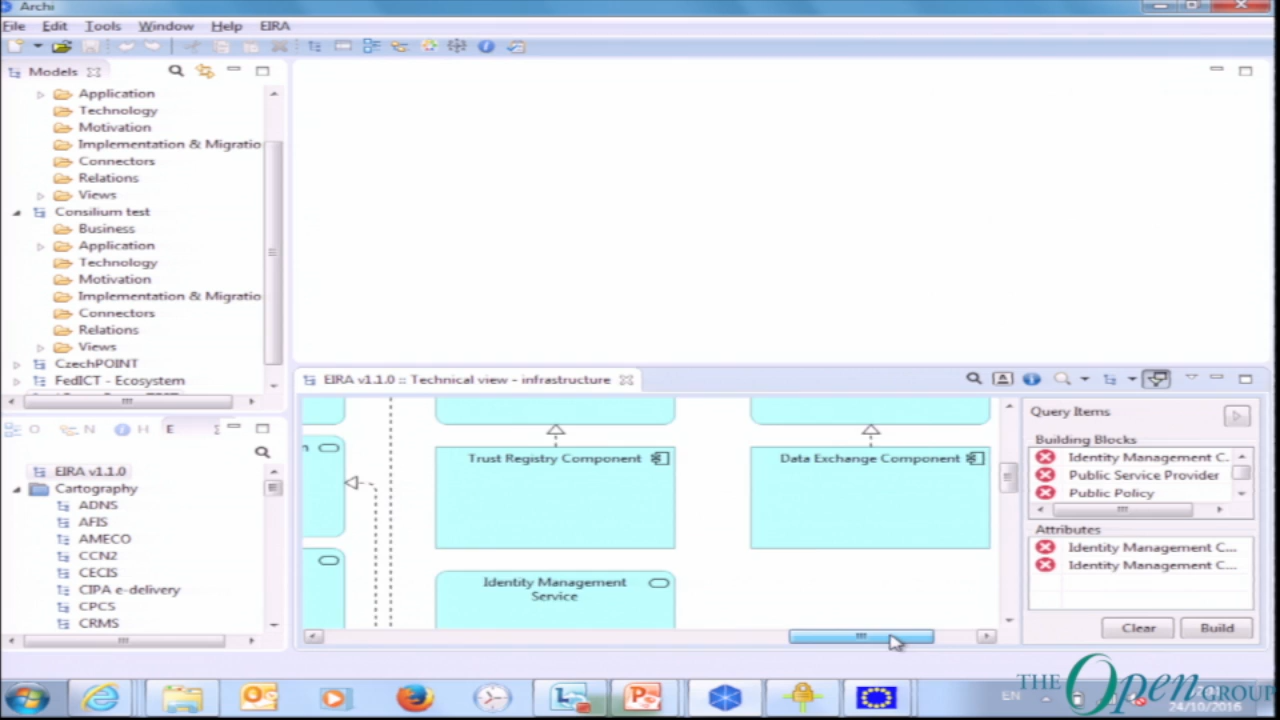 Archi
File Edit Tools Window Help EIRA
Models
Application
Technology
Motivation
Implementation & Migratio
Connectors
Relations
Views
Consilium test
Business
Application
Technology
Motivation
Implementation & Migratio
Connectors
Relations
Views
CzechPOINT
FedICT - Ecosystem
O N H E
EIRA v1.1.0
Cartography
ADNS
AFIS
AMECO
CCN2
CECIS
CIPA e-delivery
CPCS
CRMS
EIRA v1.1.0 :: Technical view - infrastructure
Trust Registry Component
Data Exchange Component
Identity Management
Service
Query Items
Building Blocks
Identity Management C.
Public Service Provider
Public Policy
Attributes
Identity Management C...
Identity Management C...
Clear Build
EN
THE Open GROUP
24/10/2016